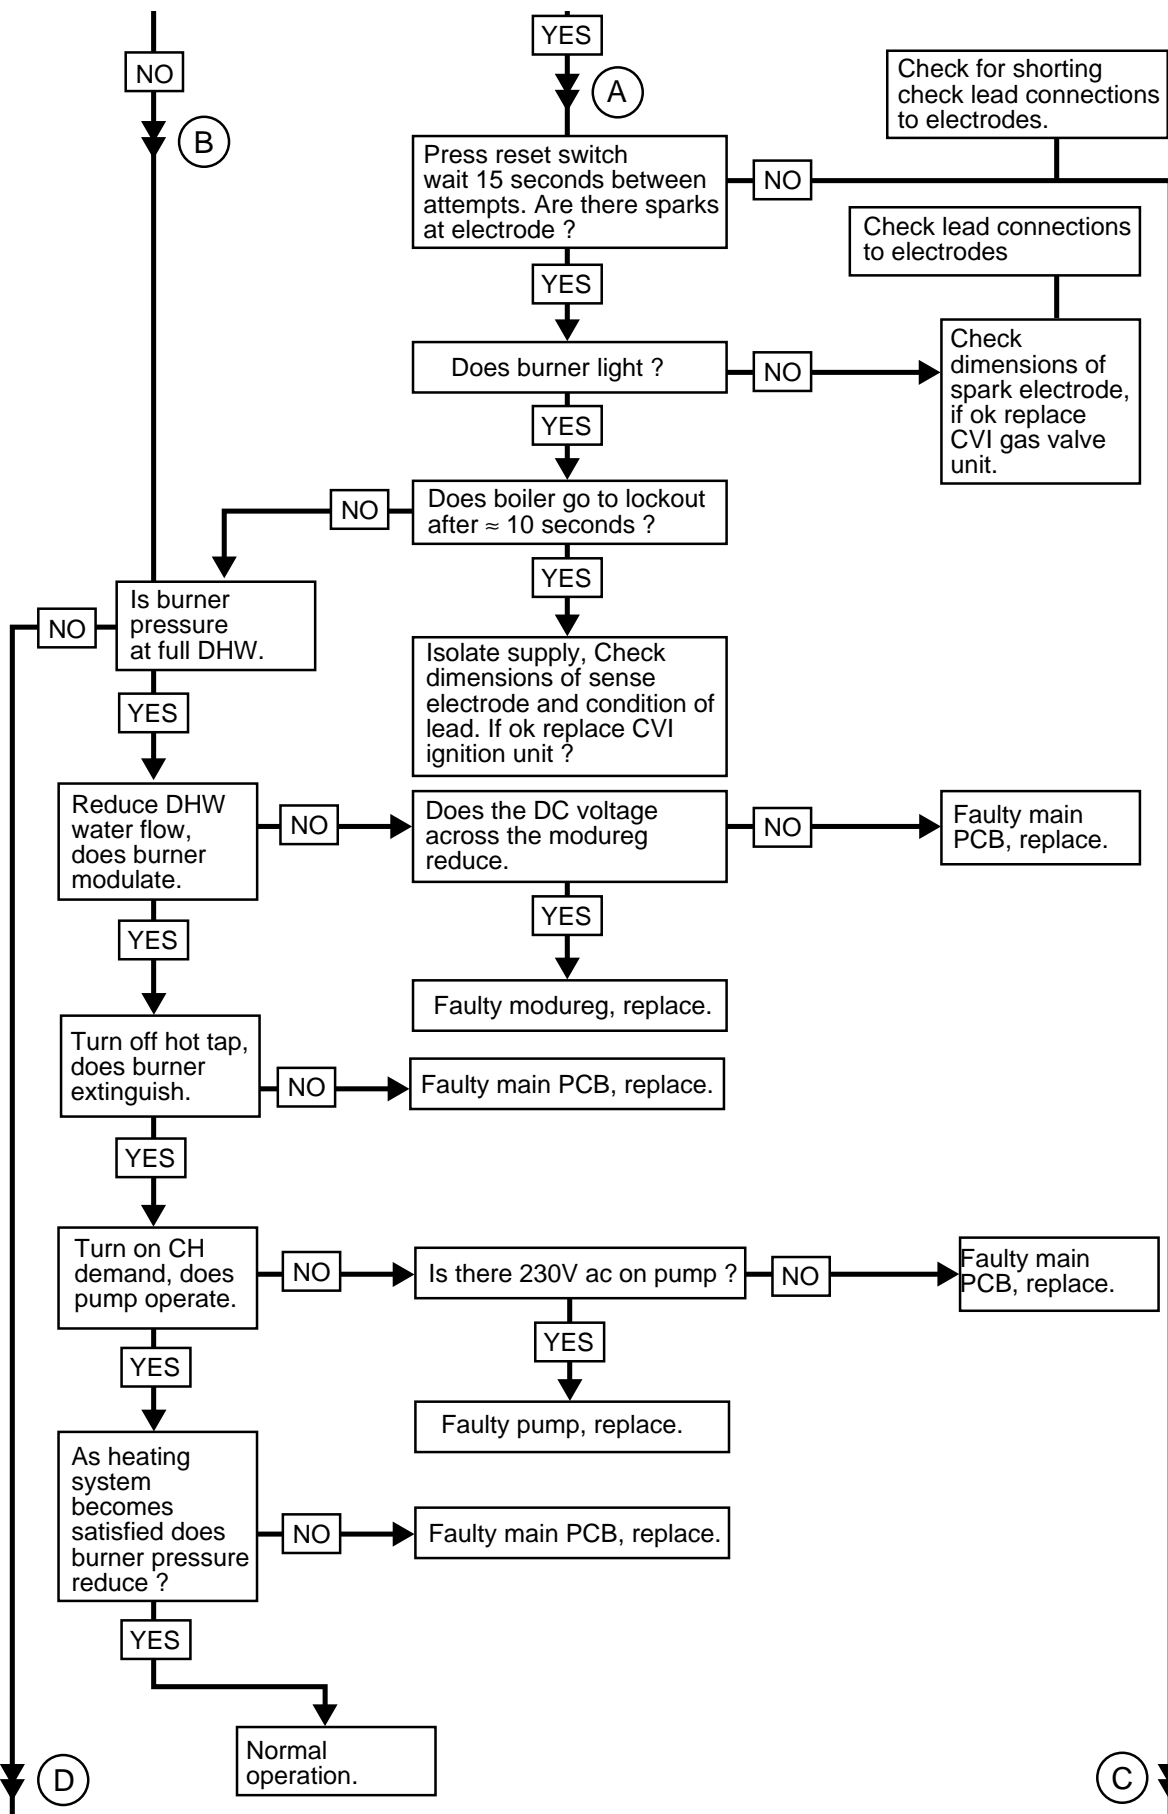 YES
NO
A
B
Check for shorting
check lead connections
to electrodes.
Press reset switch
wait 15 seconds between
attempts. Are there sparks
at electrode ?
NO
Check lead connections
to electrodes
YES
Does burner light ?
NO
Check
dimensions of
spark electrode,
if ok replace
CVI gas valve
unit.
YES
Does boiler go to lockout
after ≈ 10 seconds ?
NO
YES
Is burner
pressure
at full DHW.
NO
Isolate supply, Check
dimensions of sense
electrode and condition of
lead. If ok replace CVI
ignition unit ?
YES
Reduce DHW
water flow,
does burner
modulate.
NO
Does the DC voltage
across the modureg
reduce.
NO
Faulty main
PCB, replace.
YES
YES
Faulty modureg, replace.
Turn off hot tap,
does burner
extinguish.
NO
Faulty main PCB, replace.
YES
Turn on CH
demand, does
pump operate.
NO
Is there 230V ac on pump ?
NO
Faulty main
PCB, replace.
YES
YES
Faulty pump, replace.
As heating
system
becomes
satisfied does
burner pressure
reduce ?
NO
Faulty main PCB, replace.
YES
Normal
operation.
D
C